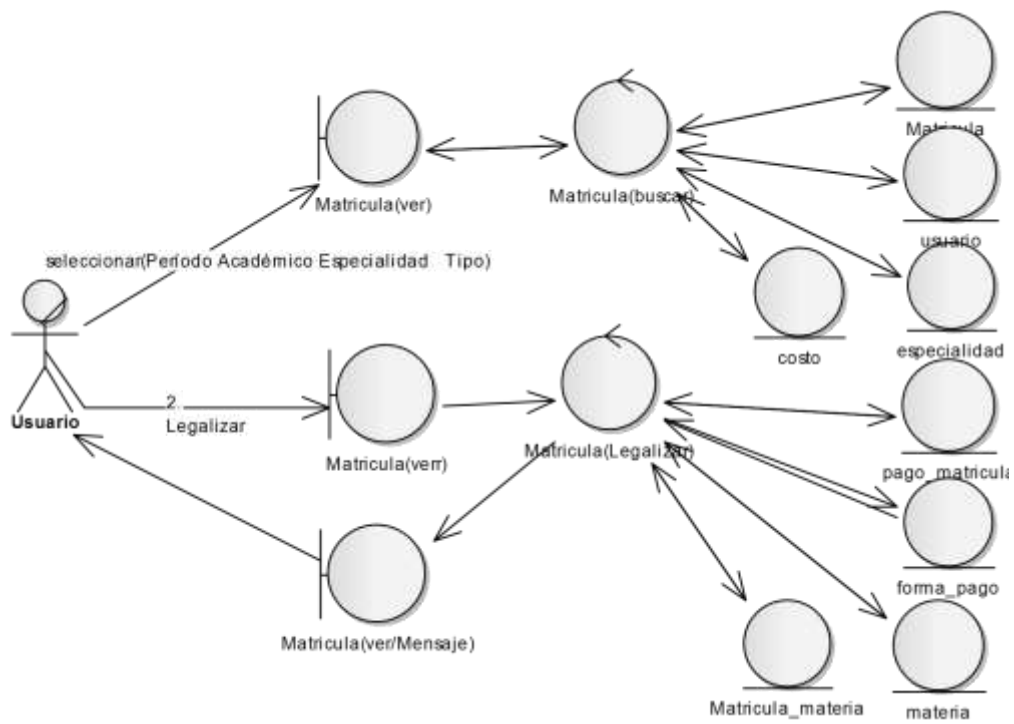 Matricula
Matricula(ver)
Matricula(buscar)
usuario
seleccionar(Período Académico Especialidad Tipo)
costo
especialidad
2.
Legalizar
Usuario
Matricula(verr)
Matricula(Legalizar)
pago_matricula
forma_pago
Matricula(ver/Mensaje)
Matricula_materia
materia